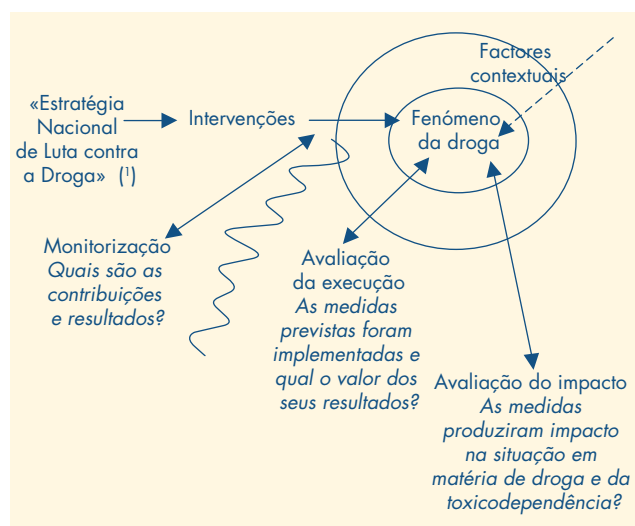 Factores
contextuais
«Estratégia
Nacional
de Luta contra
a Droga» (¹)
Intervenções
Fenómeno
da droga
Monitorização
Quais são as
contribuições
e resultados?
Avaliação
da execução
As medidas
previstas foram
implementadas e
qual o valor dos
seus resultados?
Avaliação do impacto
As medidas
produziram impacto
na situação em
matéria de droga e da
toxicodependência?